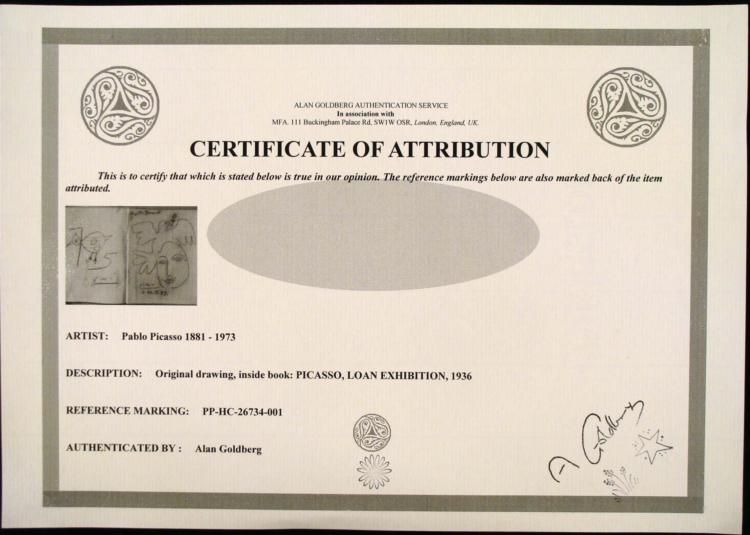 ALAN GOLDBERG AUTHENTICATION SERVICE
In association with
MFA. 111 Buckingham Palace Rd, SW1W OSR, London, England, UK.
CERTIFICATE OF ATTRIBUTION
This is to certify that which is stated below is true in our opinion. The reference markings below are also marked back of the item
attributed.
ARTIST: Pablo Picasso 1881 - 1973
DESCRIPTION: Original drawing, inside book: PICASSO, LOAN EXHIBITION, 1936
REFERENCE MARKING: PP-HC-26734-001
AUTHENTICATED BY : Alan Goldberg
A Goldberg